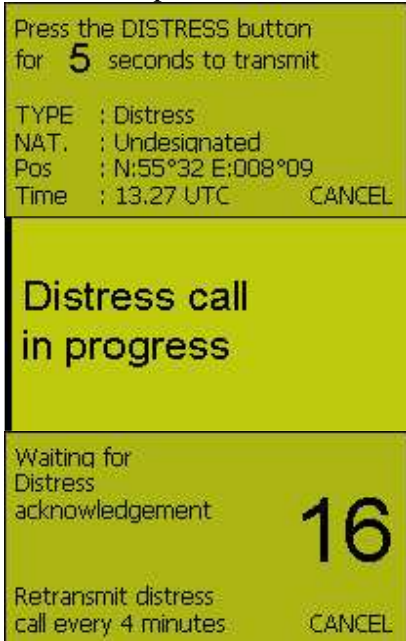 Press the DISTRESS button
for 5 seconds to transmit
TYPE : Distress
NAT. : Undesignated
Pos : N:55°32 E:008°09
Time : 13.27 UTC CANCEL
Distress call
in progress
Waiting for
Distress
acknowledgement
16
Retransmit distress
call every 4 minutes CANCEL